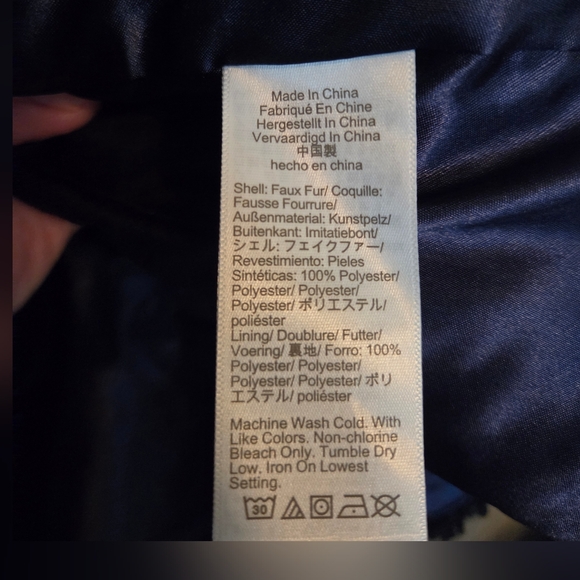 Made In China
Fabriqué En Chine
Hergestellt In China
Vervaardigd In China
中国製
hecho en china
Shell: Faux Fur/ Coquille:
Fausse Fourrure/
Außenmaterial: Kunstpelz/
Buitenkant: Imitatiebont/
シェル: フェイクファー/
Revestimiento: Pieles
Sintéticas: 100% Polyester/
Polyester/ Polyester/
Polyester/ ポリエステル/
poliéster
Lining/ Doublure/ Futter/
Voering/ 裏地/ Forro: 100%
Polyester/ Polyester/
Polyester/ Polyester/ ポリ
エステル/ poliéster
Machine Wash Cold. With
Like Colors. Non-chlorine
Bleach Only. Tumble Dry
Low. Iron On Lowest
Setting.
30